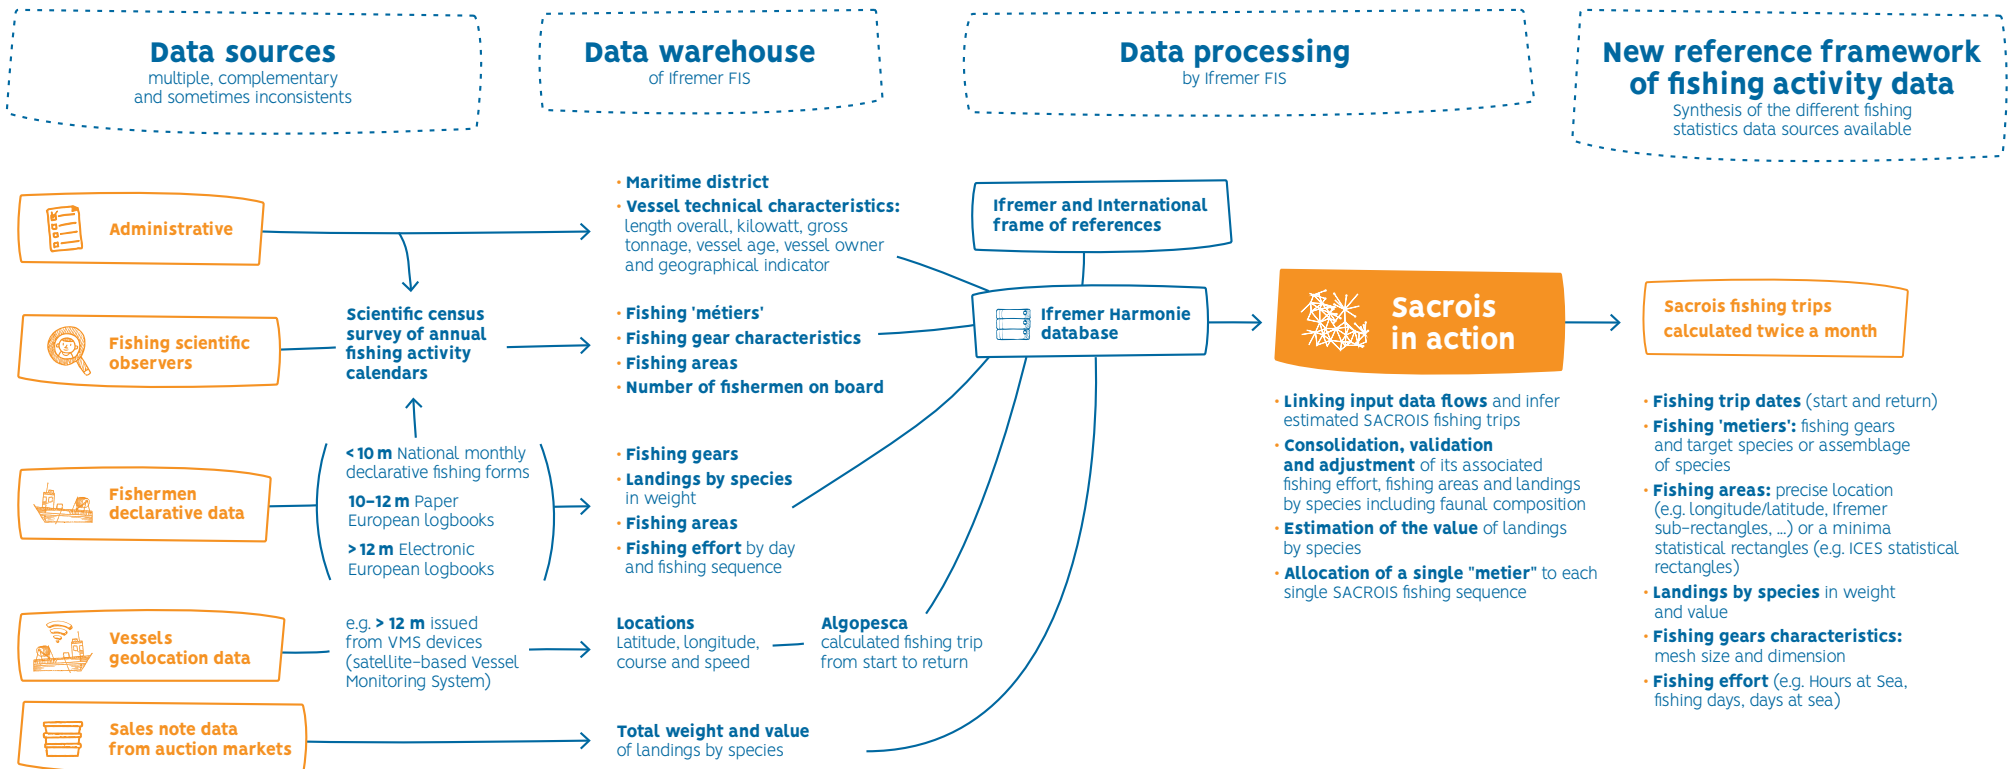 Data sources
multiple, complementary
and sometimes inconsistents
Data warehouse
of Ifremer FIS
Data processing
by Ifremer FIS
New reference framework
of fishing activity data
Synthesis of the different fishing
statistics data sources available
Administrative
Fishing scientific
observers
Fishermen
declarative data
Vessels
geolocation data
Sales note data
from auction markets
Scientific census
survey of annual
fishing activity
calendars
< 10 m National monthly
declarative fishing forms
10–12 m Paper
European logbooks
> 12 m Electronic
European logbooks
e.g. > 12 m issued
from VMS devices
(satellite-based Vessel
Monitoring System)
• Maritime district
• Vessel technical characteristics:
length overall, kilowatt, gross
tonnage, vessel age, vessel owner
and geographical indicator
• Fishing 'métiers'
• Fishing gear characteristics
• Fishing areas
• Number of fishermen on board
• Fishing gears
• Landings by species
in weight
• Fishing areas
• Fishing effort by day
and fishing sequence
Locations
Latitude, longitude,
course and speed
Algopesca
calculated fishing trip
from start to return
Total weight and value
of landings by species
Ifremer and International
frame of references
Ifremer Harmonie
database
Sacrois
in action
• Linking input data flows and infer
estimated SACROIS fishing trips
• Consolidation, validation
and adjustment of its associated
fishing effort, fishing areas and landings
by species including faunal composition
• Estimation of the value of landings
by species
• Allocation of a single "metier" to each
single SACROIS fishing sequence
Sacrois fishing trips
calculated twice a month
• Fishing trip dates (start and return)
• Fishing 'metiers': fishing gears
and target species or assemblage
of species
• Fishing areas: precise location
(e.g. longitude/latitude, Ifremer
sub-rectangles, ...) or a minima
statistical rectangles (e.g. ICES statistical
rectangles)
• Landings by species in weight
and value
• Fishing gears characteristics:
mesh size and dimension
• Fishing effort (e.g. Hours at Sea,
fishing days, days at sea)